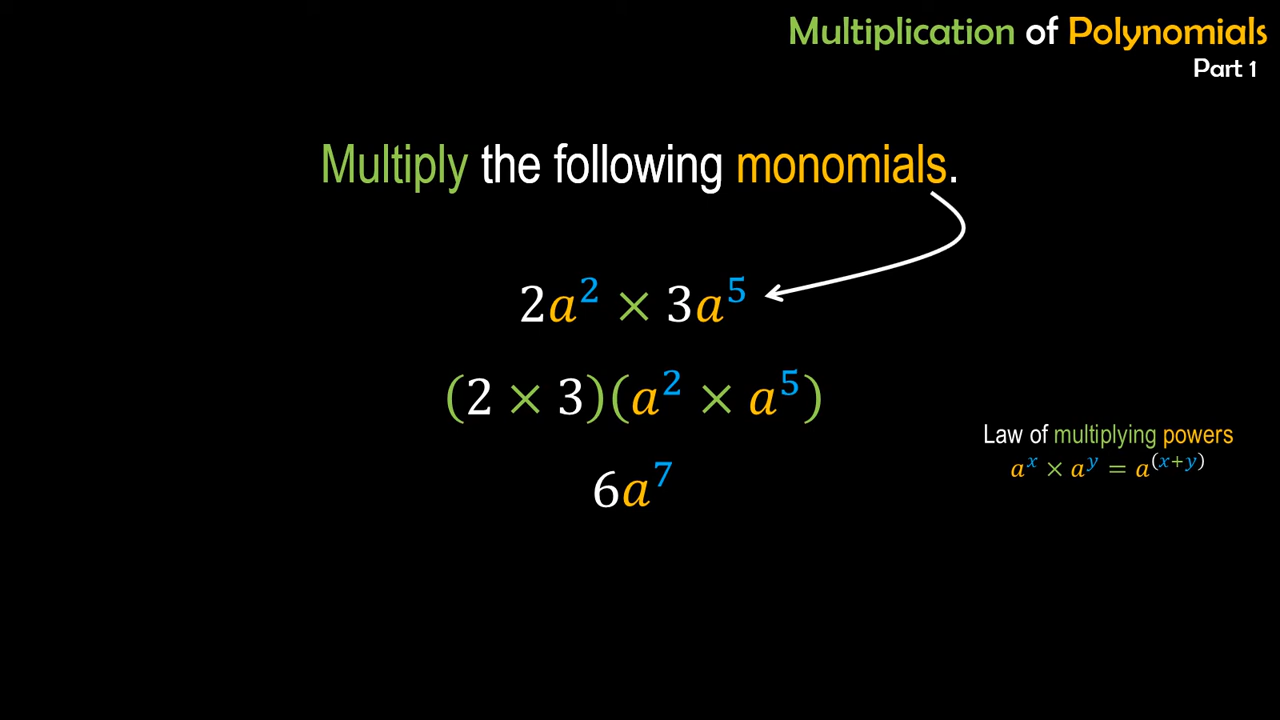 Multiplication of Polynomials
Part 1
Multiply the following monomials.
2a² × 3a⁵
(2 × 3)(a² × a⁵)
Law of multiplying powers
aˣ × aʸ = a⁽ˣ⁺ʸ⁾
6a⁷